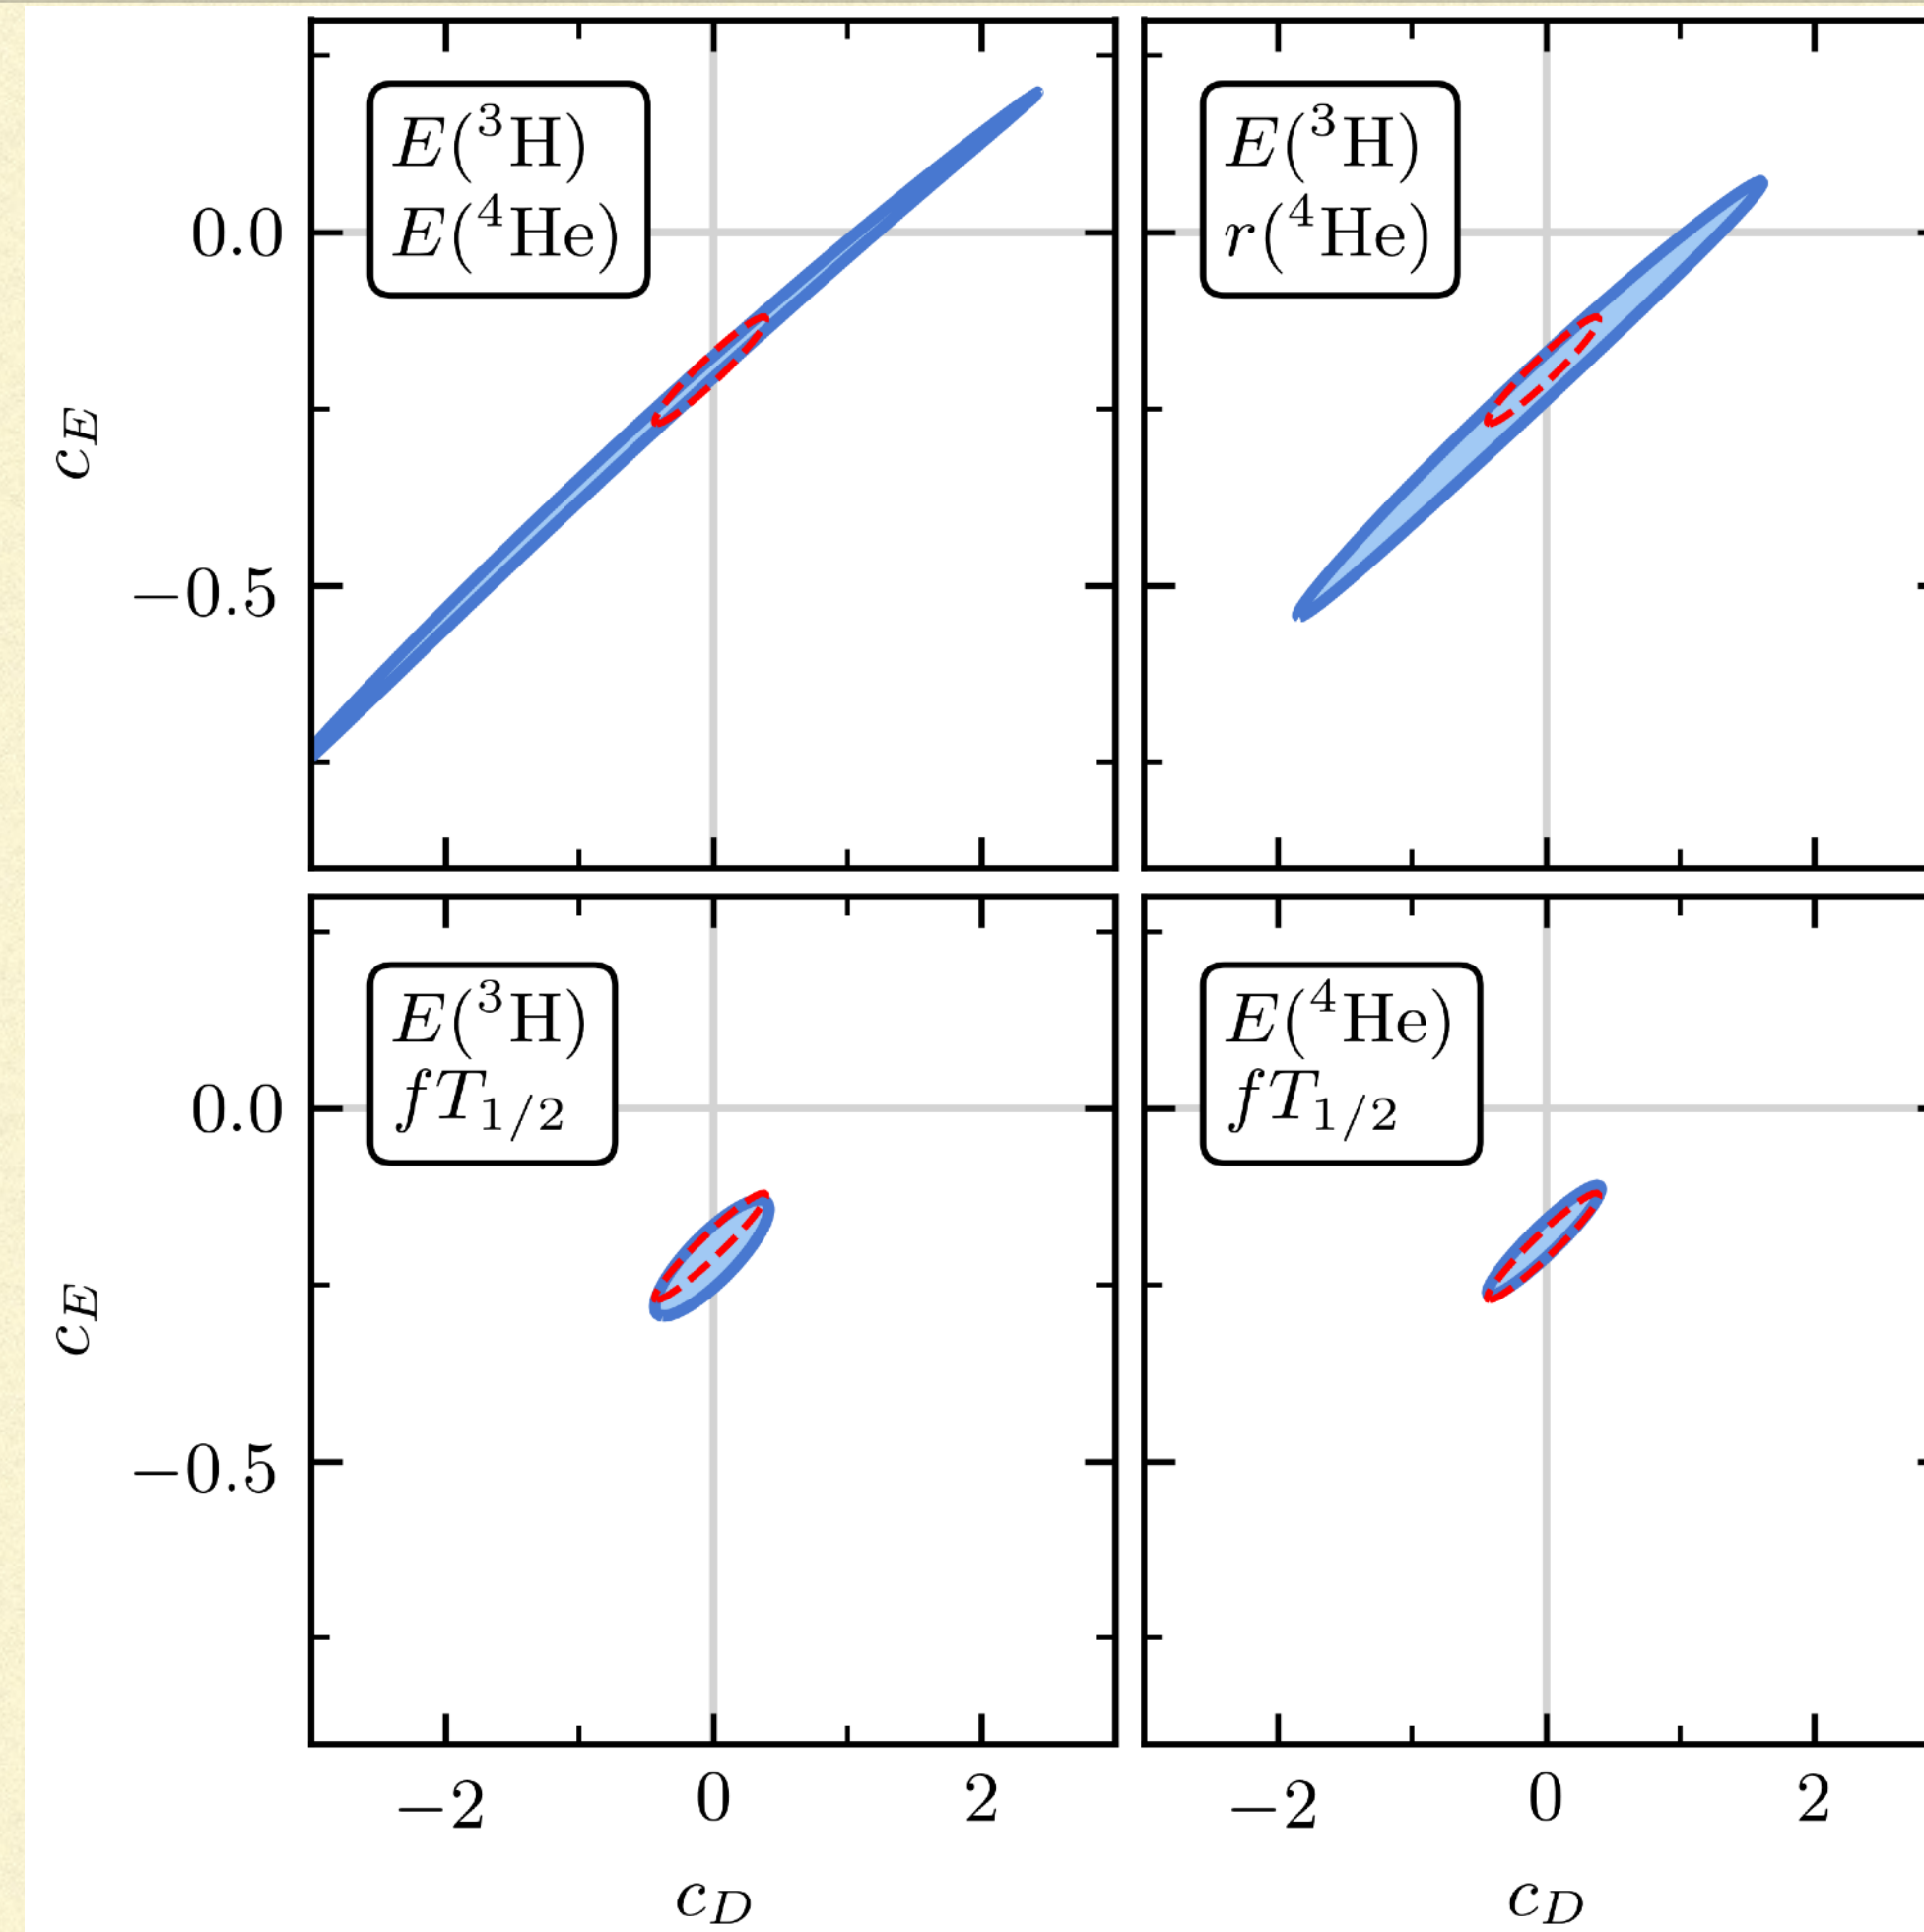 E(³H)
E(⁴He)
E(³H)
r(⁴He)
0.0
−0.5
c_E
E(³H)
fT_{1/2}
E(⁴He)
fT_{1/2}
0.0
−0.5
c_E
−2 0 2
−2 0 2
c_D
c_D